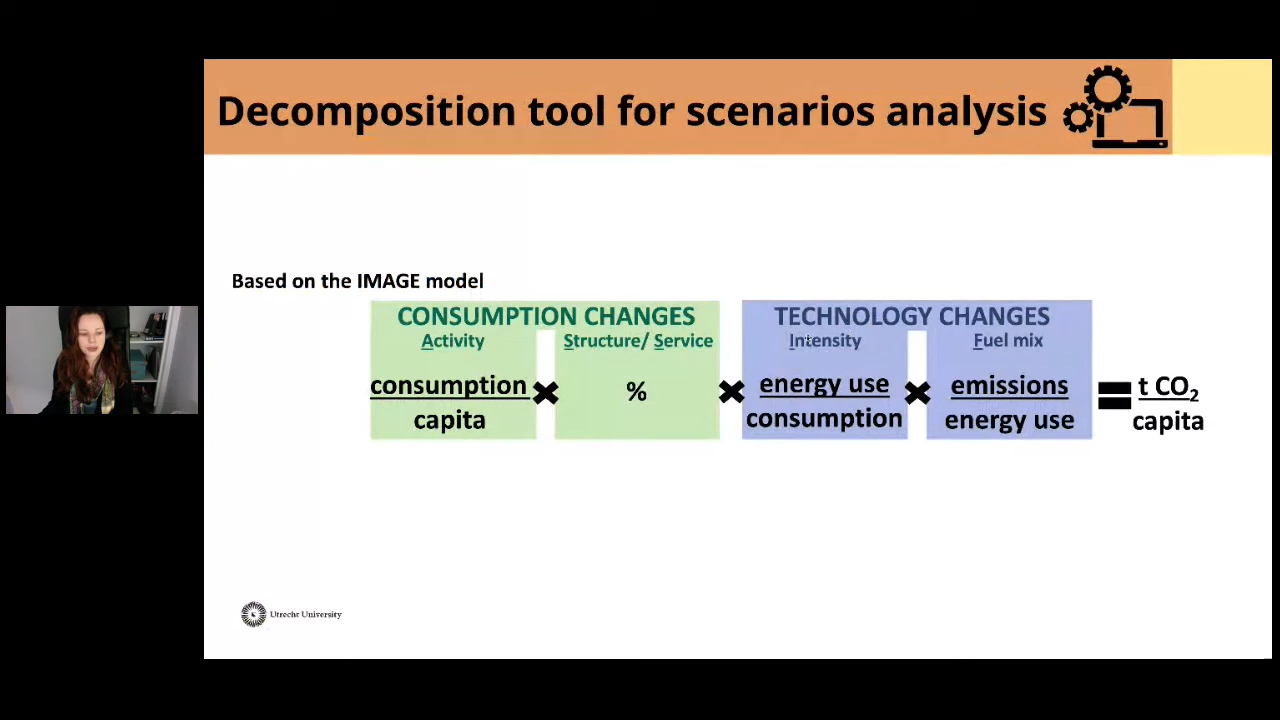 Decomposition tool for scenarios analysis
Based on the IMAGE model
CONSUMPTION CHANGES
Activity
Structure/ Service
consumption
capita
%
TECHNOLOGY CHANGES
Intensity
Fuel mix
energy use
consumption
emissions
energy use
t CO₂
capita
Utrecht University